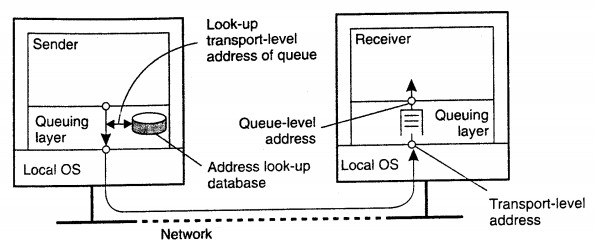 Sender
Look-up
transport-level
address of queue
Receiver
Queuing
layer
Queue-level
address
Queuing
layer
Local OS
Address look-up
database
Local OS
Transport-level
address
Network